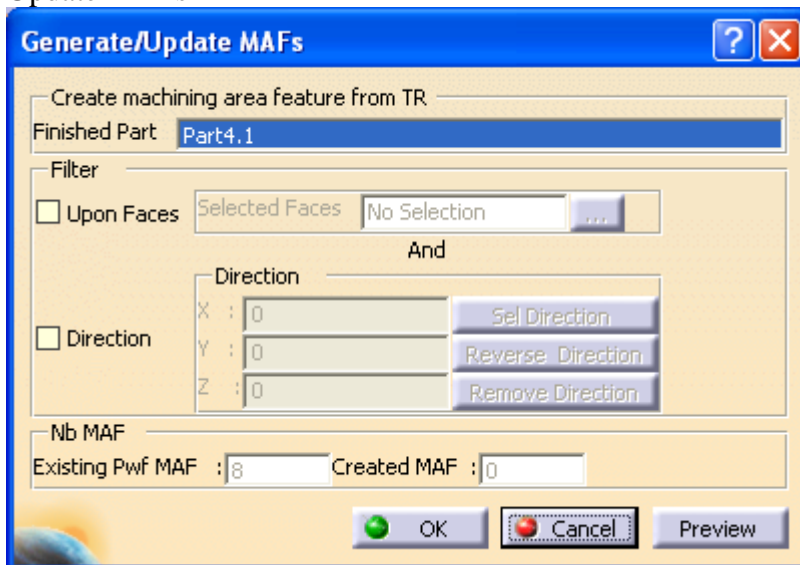 Generate/Update MAFs
Create machining area feature from TR
Finished Part Part4.1
Filter
Upon Faces Selected Faces No Selection ...
And
Direction
X : 0 Sel Direction
Direction Y : 0 Reverse Direction
Z : 0 Remove Direction
Nb MAF
Existing Pwf MAF : 8 Created MAF : 0
OK Cancel Preview